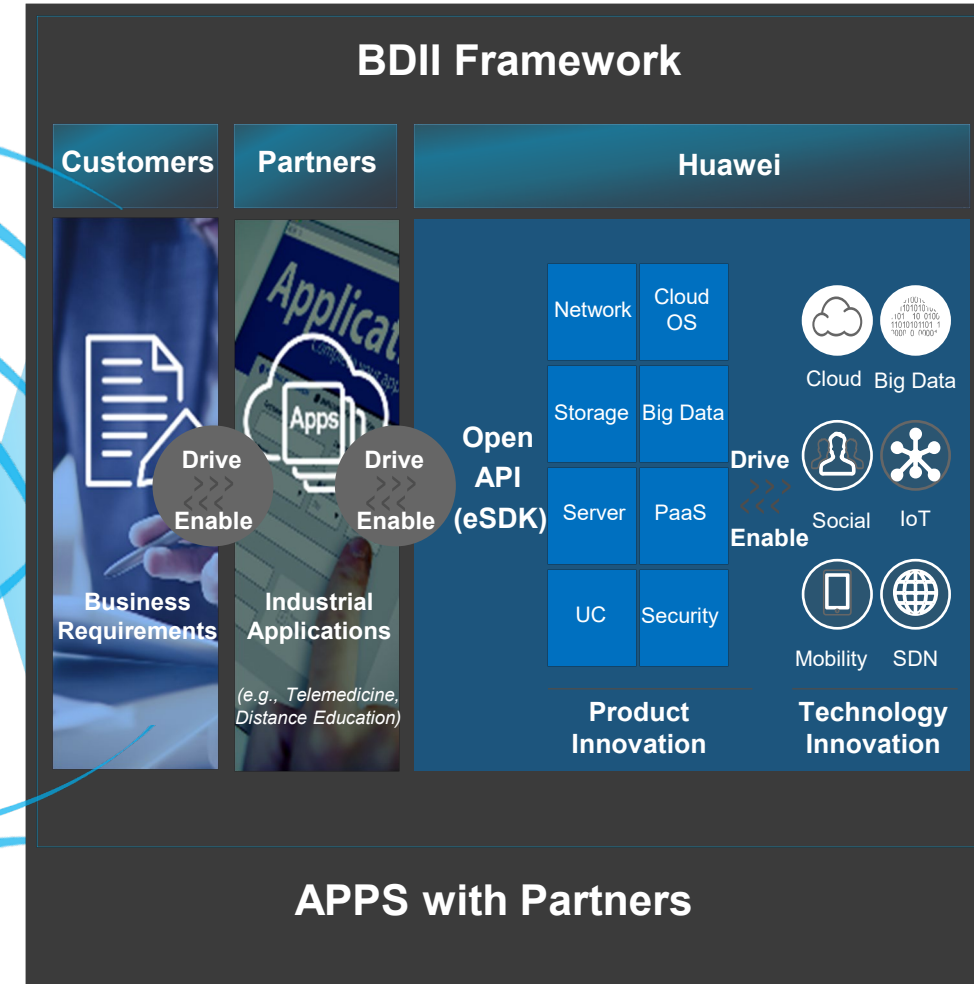 BDII Framework
Customers
Partners
Huawei
Applicat
Apps
Drive
Enable
Business
Requirements
Drive
Enable
Industrial
Applications
(e.g., Telemedicine,
Distance Education)
Open
API
(eSDK)
Network
Cloud
OS
Storage
Big Data
Server
PaaS
UC
Security
Product
Innovation
Drive
Enable
Cloud
Big Data
Social
IoT
Mobility
SDN
Technology
Innovation
APPS with Partners